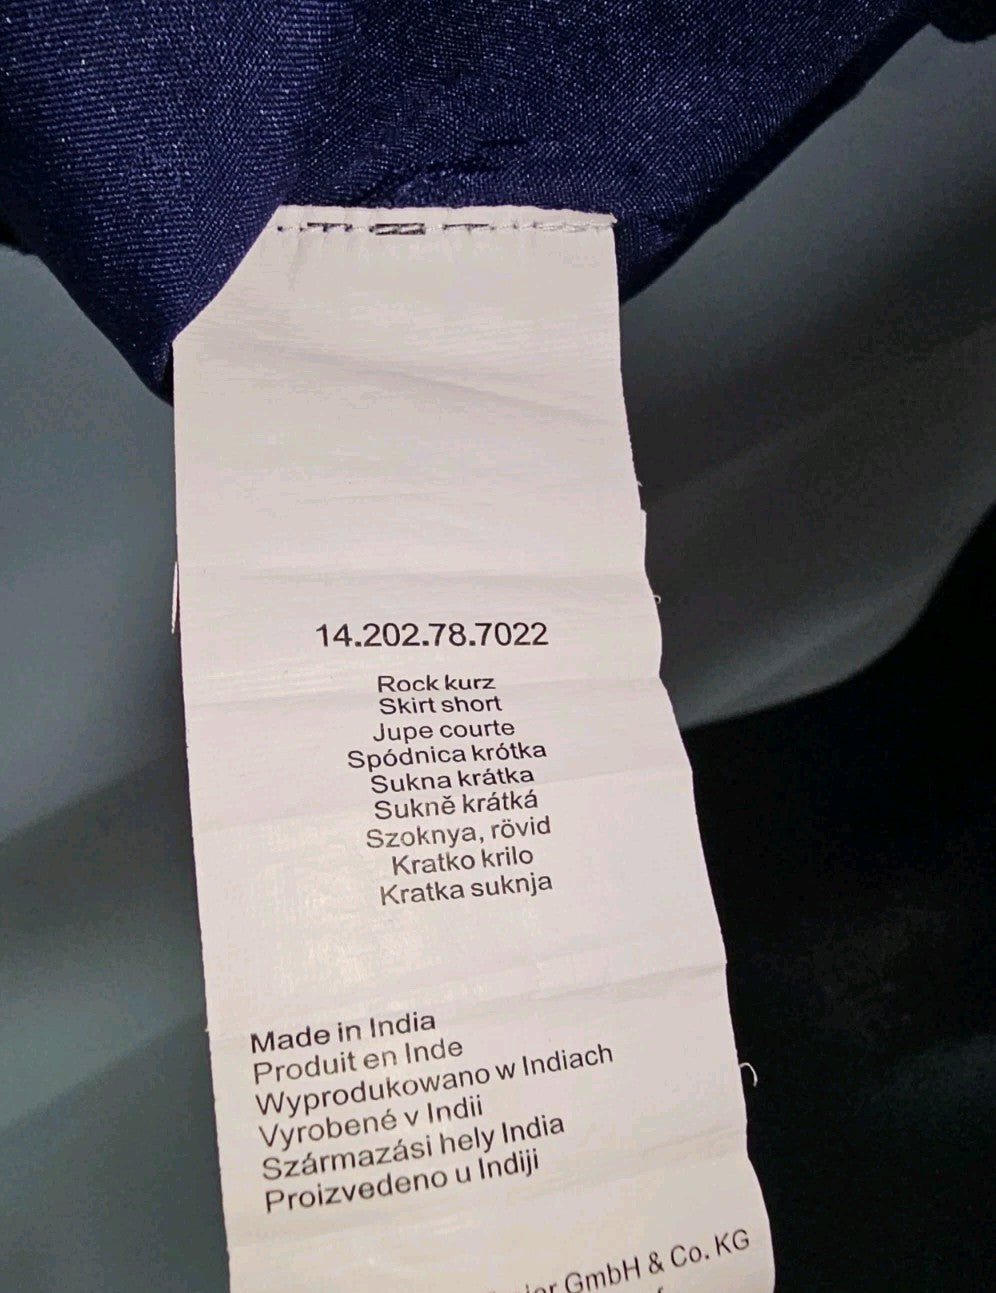 14.202.78.7022
Rock kurz
Skirt short
Jupe courte
Spódnica krótka
Sukna krátka
Sukně krátká
Szoknya, rövid
Kratko krilo
Kratka suknja
Made in India
Produit en Inde
Wyprodukowano w Indiach
Vyrobené v Indii
Származási hely India
Proizvedeno u Indiji
GmbH & Co. KG